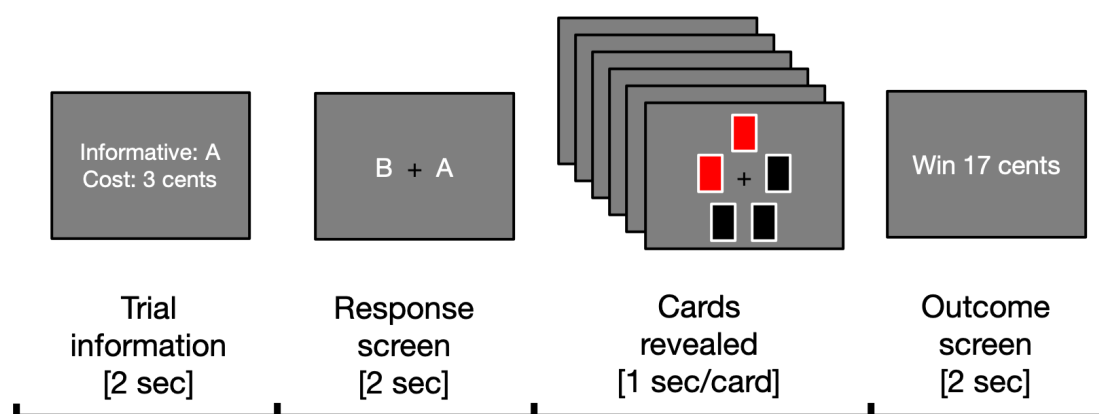 Informative: A
Cost: 3 cents
B + A
+
Win 17 cents
Trial
information
[2 sec]
Response
screen
[2 sec]
Cards
revealed
[1 sec/card]
Outcome
screen
[2 sec]